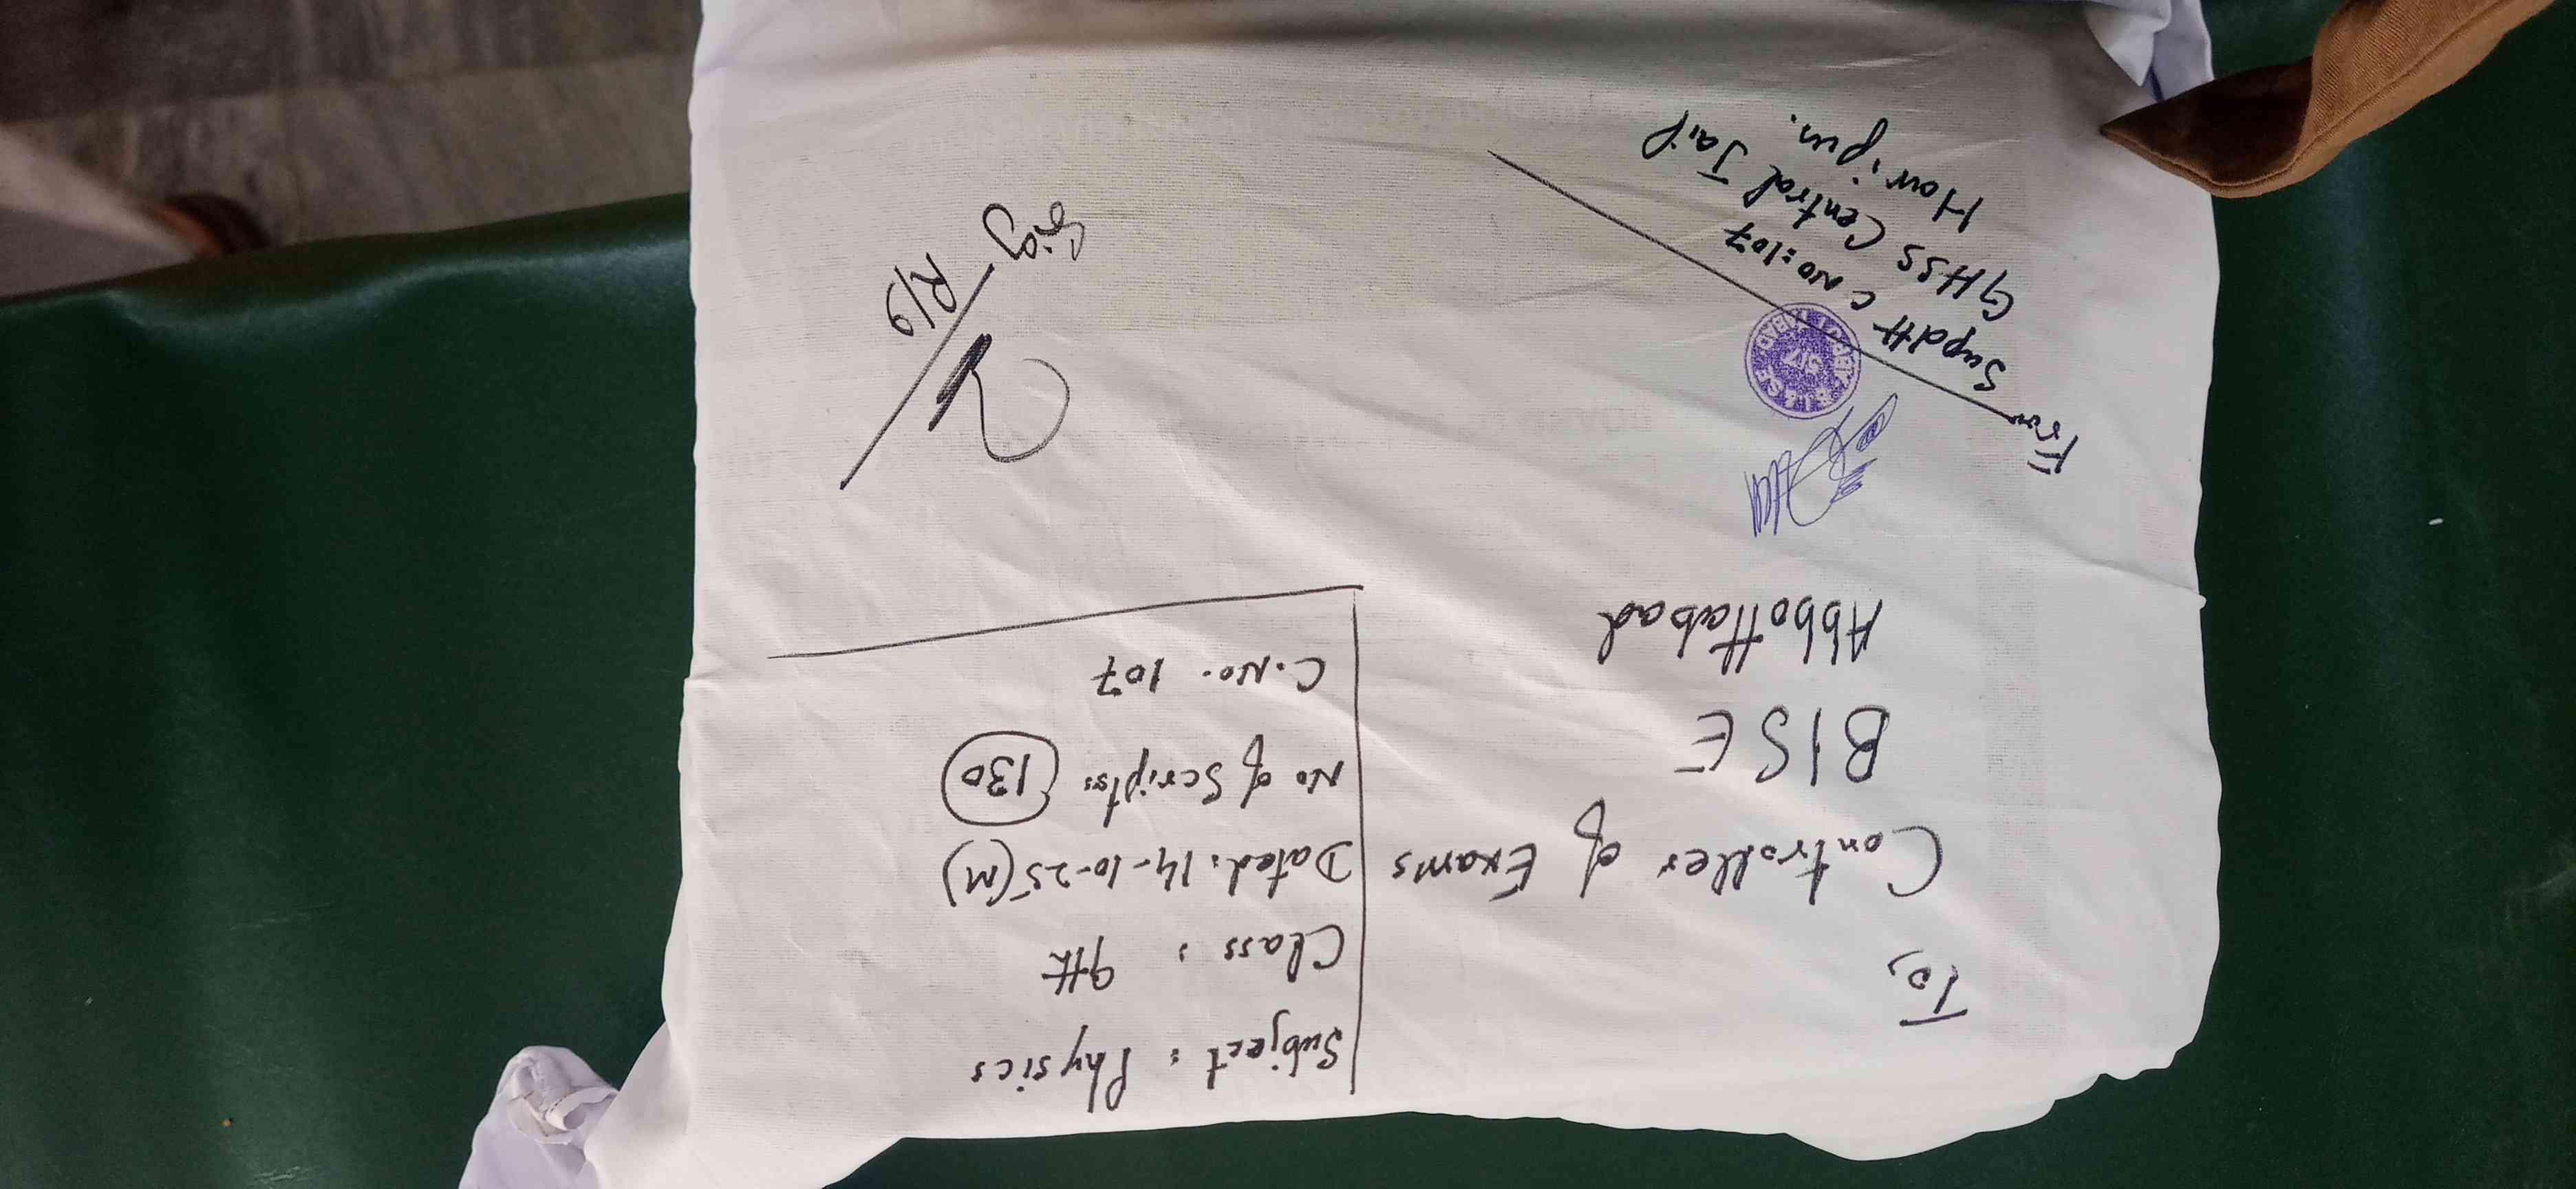 To,
Controller of Exams
BISE
Abbottabad
Subject: Physics
Class: 9th
Dated: 14-10-25 (M)
No of Scripts: 130
C.No. 107
From
Supdtt C No: 107
GHSS Central Jail
Haripur.
B.I.&S.E
ABBOTTABAD
R/9